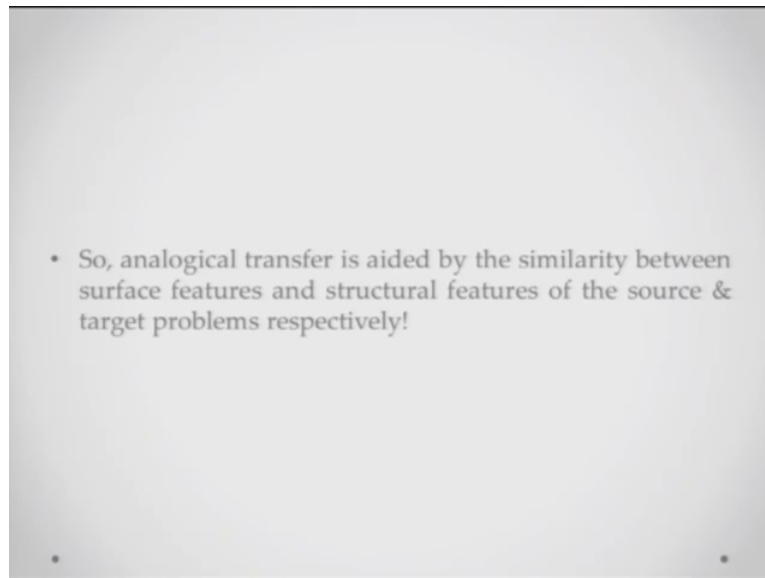 • So, analogical transfer is aided by the similarity between
surface features and structural features of the source &
target problems respectively!